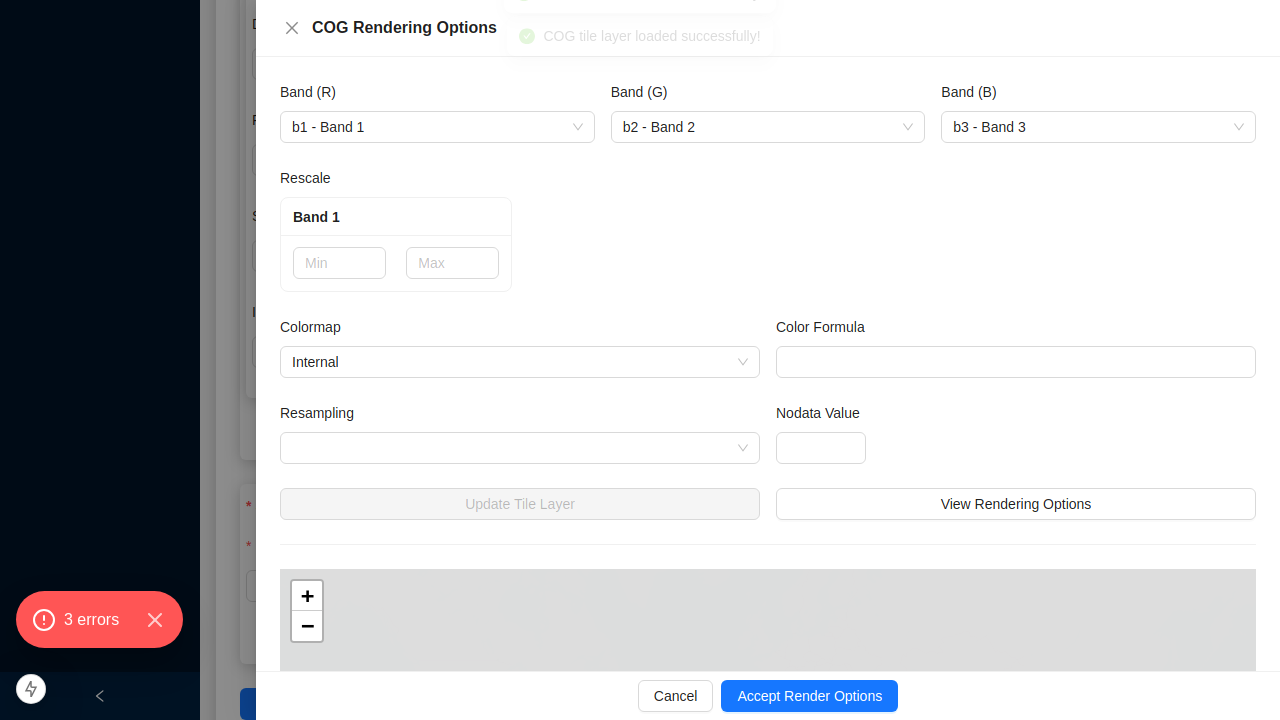 COG Rendering Options
COG tile layer loaded successfully!
Band (R)
Band (G)
Band (B)
b1 - Band 1
b2 - Band 2
b3 - Band 3
Rescale
Band 1
Min
Max
Colormap
Color Formula
Internal
Resampling
Nodata Value
Update Tile Layer
View Rendering Options
+
−
3 errors
Cancel
Accept Render Options